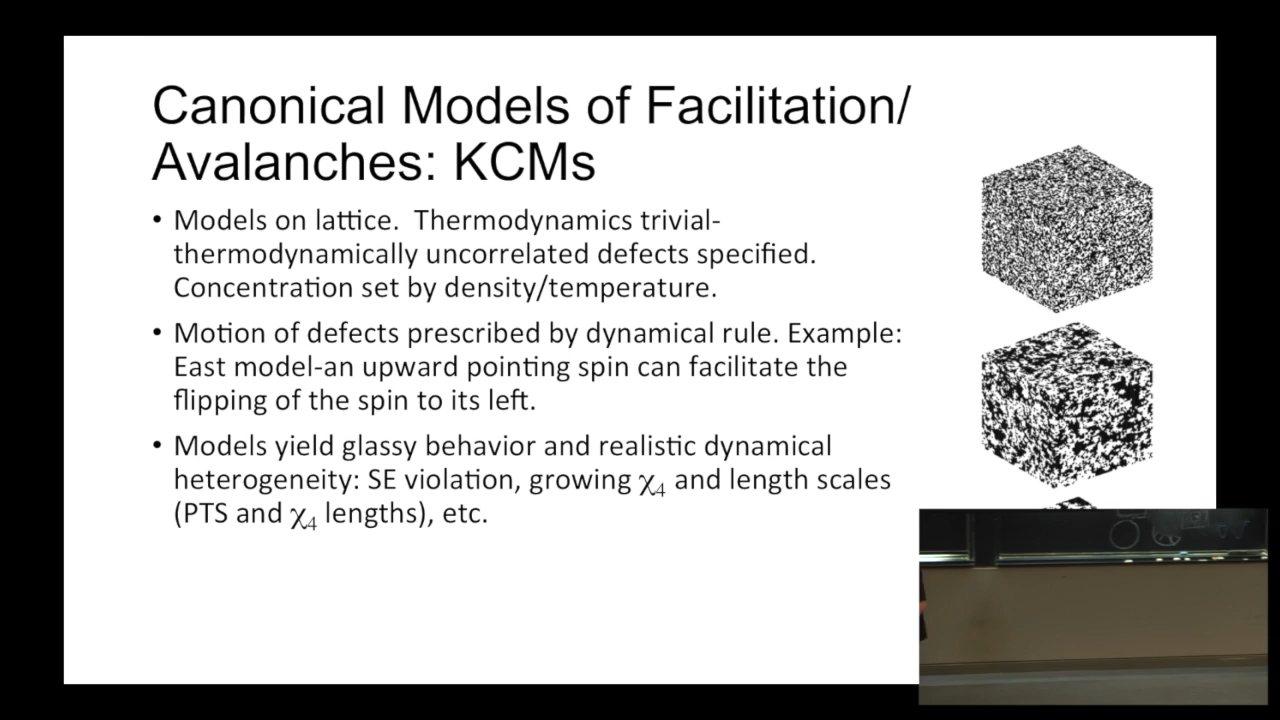 Canonical Models of Facilitation/
Avalanches: KCMs
• Models on lattice. Thermodynamics trivial-
thermodynamically uncorrelated defects specified.
Concentration set by density/temperature.
• Motion of defects prescribed by dynamical rule. Example:
East model-an upward pointing spin can facilitate the
flipping of the spin to its left.
• Models yield glassy behavior and realistic dynamical
heterogeneity: SE violation, growing χ₄ and length scales
(PTS and χ₄ lengths), etc.